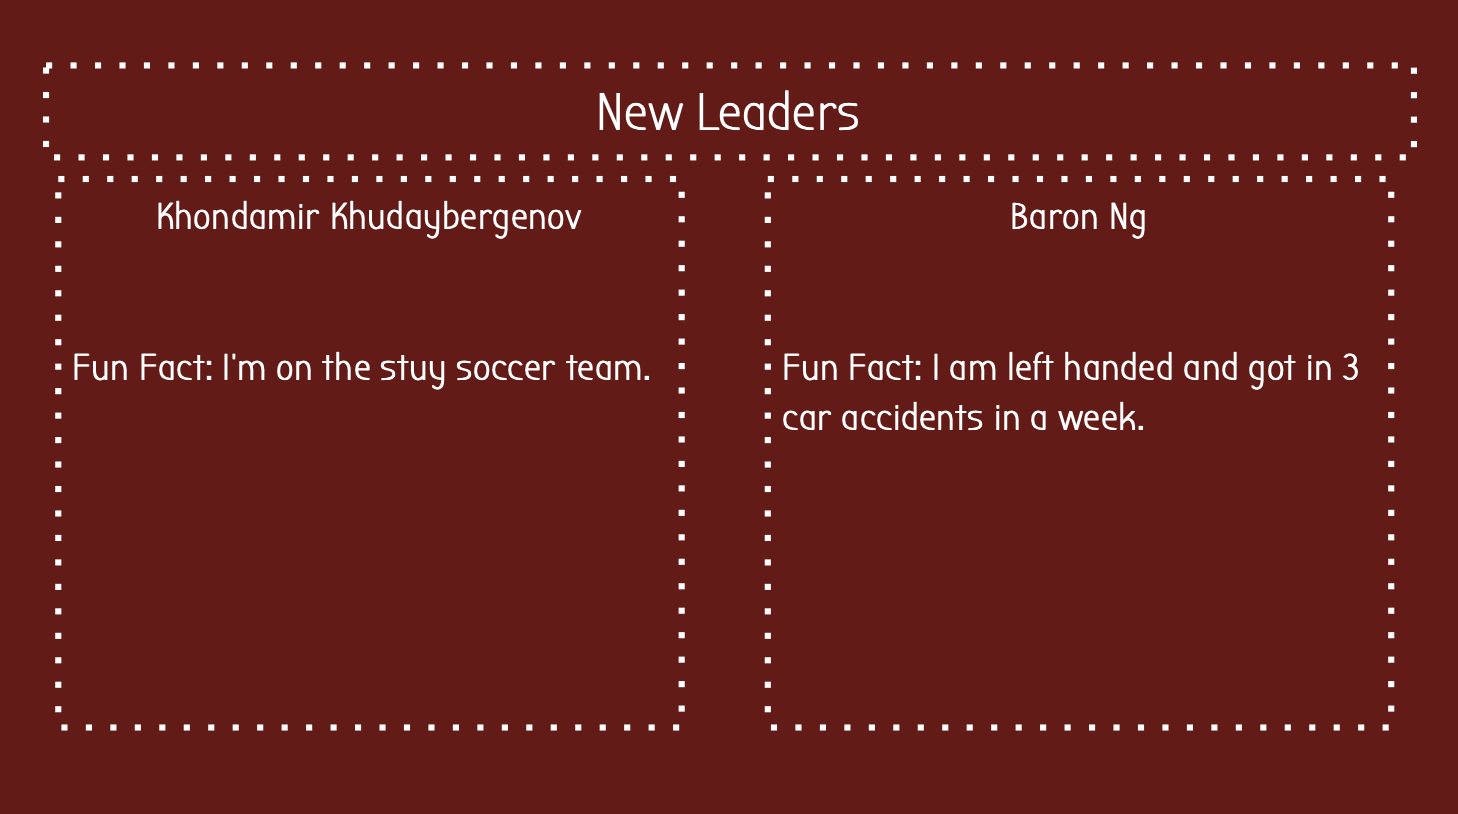 New Leaders
Khondamir Khudaybergenov
Fun Fact: I'm on the stuy soccer team.
Baron Ng
Fun Fact: I am left handed and got in 3
car accidents in a week.